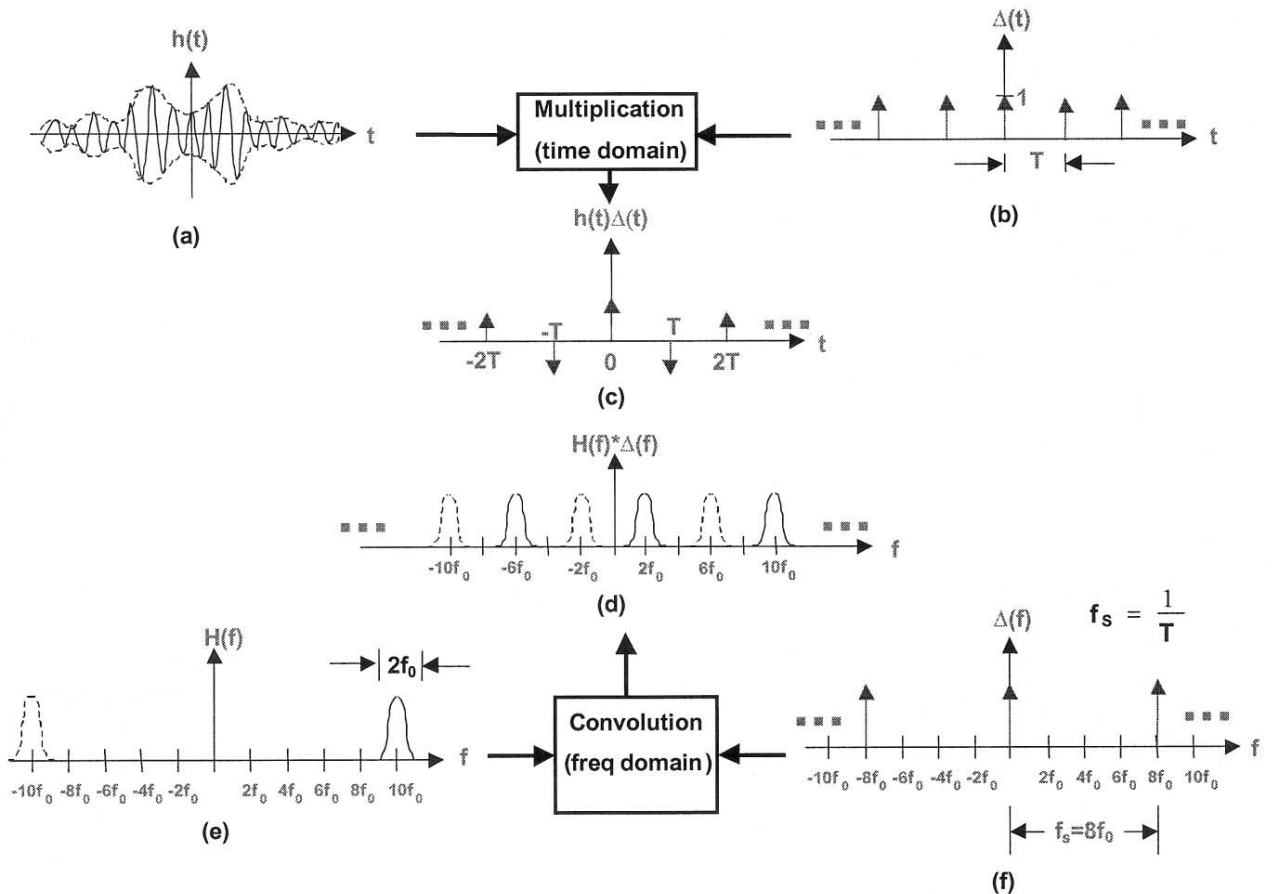 h(t)
t
(a)
Multiplication
(time domain)
Δ(t)
1
t
T
(b)
h(t)Δ(t)
-T
T
t
-2T
0
2T
(c)
H(f)*Δ(f)
f
-10f₀
-6f₀
-2f₀
2f₀
6f₀
10f₀
(d)
H(f)
2f₀
f
-10f₀ -8f₀ -6f₀ -4f₀ -2f₀ 2f₀ 4f₀ 6f₀ 8f₀ 10f₀
(e)
Convolution
(freq domain)
Δ(f)
fₛ = 1/T
f
-10f₀ -8f₀ -6f₀ -4f₀ -2f₀ 2f₀ 4f₀ 6f₀ 8f₀ 10f₀
fₛ=8f₀
(f)